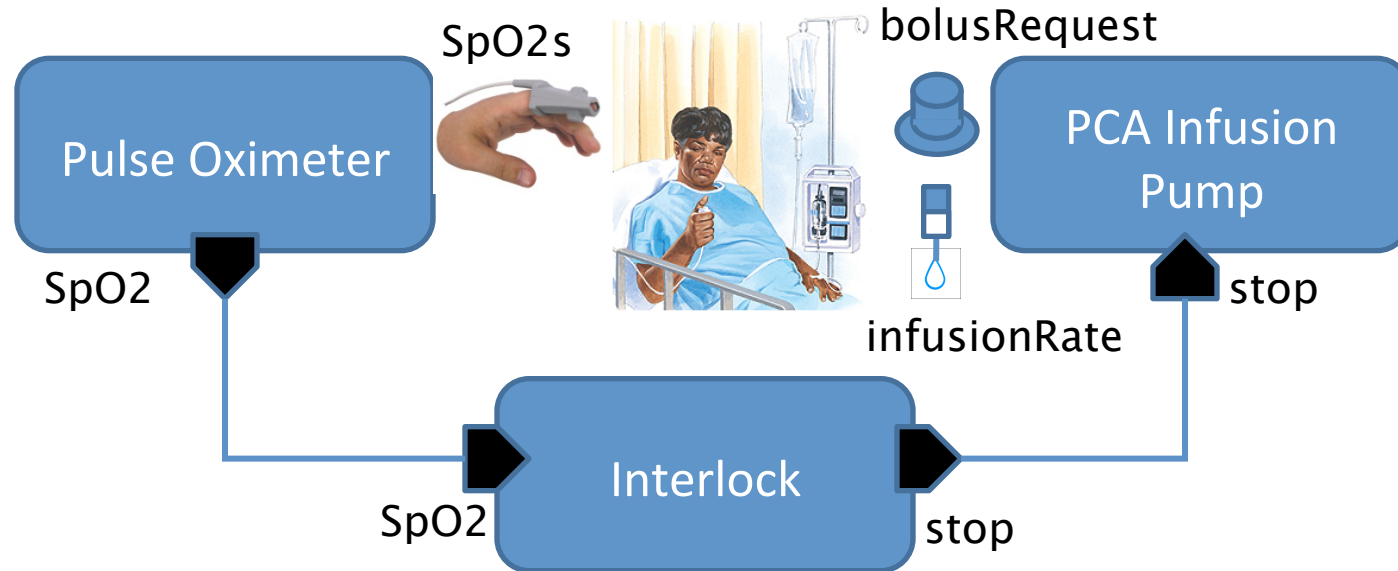 SpO2s
bolusRequest
Pulse Oximeter
PCA Infusion
Pump
SpO2
stop
infusionRate
Interlock
SpO2
stop